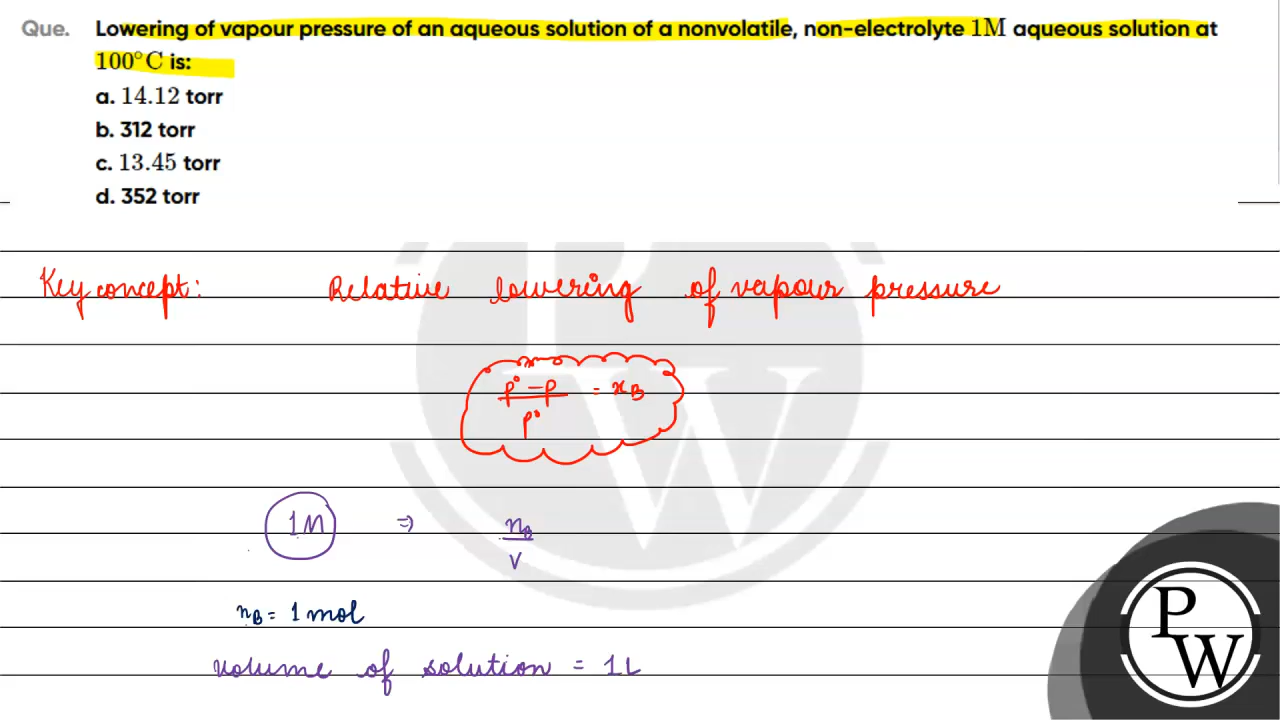 Que. Lowering of vapour pressure of an aqueous solution of a nonvolatile, non-electrolyte 1M aqueous solution at
100°C is:
a. 14.12 torr
b. 312 torr
c. 13.45 torr
d. 352 torr
Key concept: Relative lowering of vapour pressure
p° - p / p° = xB
1M ⇒ nB / V
nB = 1 mol
volume of solution = 1L
PW